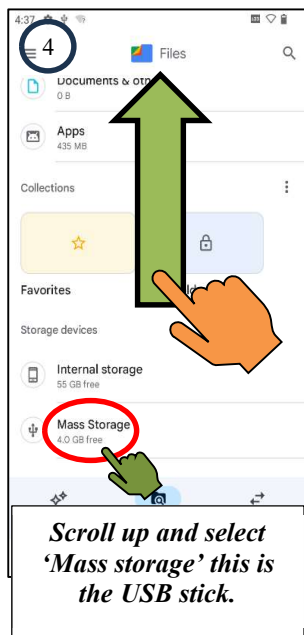 4:37
4
Files
Documents & oth
0 B
Apps
435 MB
Collections
Favorites
Storage devices
Internal storage
55 GB free
Mass Storage
4.0 GB free
Scroll up and select
‘Mass storage’ this is
the USB stick.